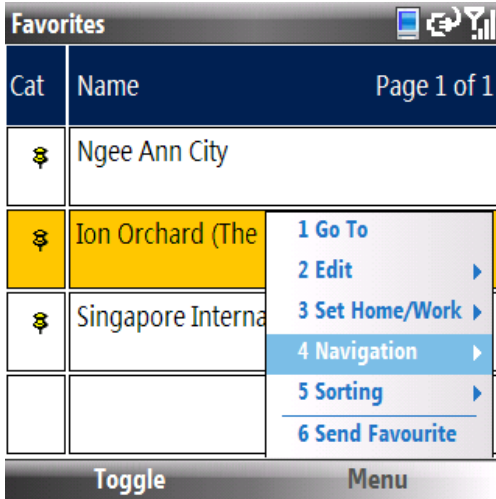 Favorites
Cat Name Page 1 of 1
Ngee Ann City
Ion Orchard (The
Singapore Interna
1 Go To
2 Edit
3 Set Home/Work
4 Navigation
5 Sorting
6 Send Favourite
Toggle Menu